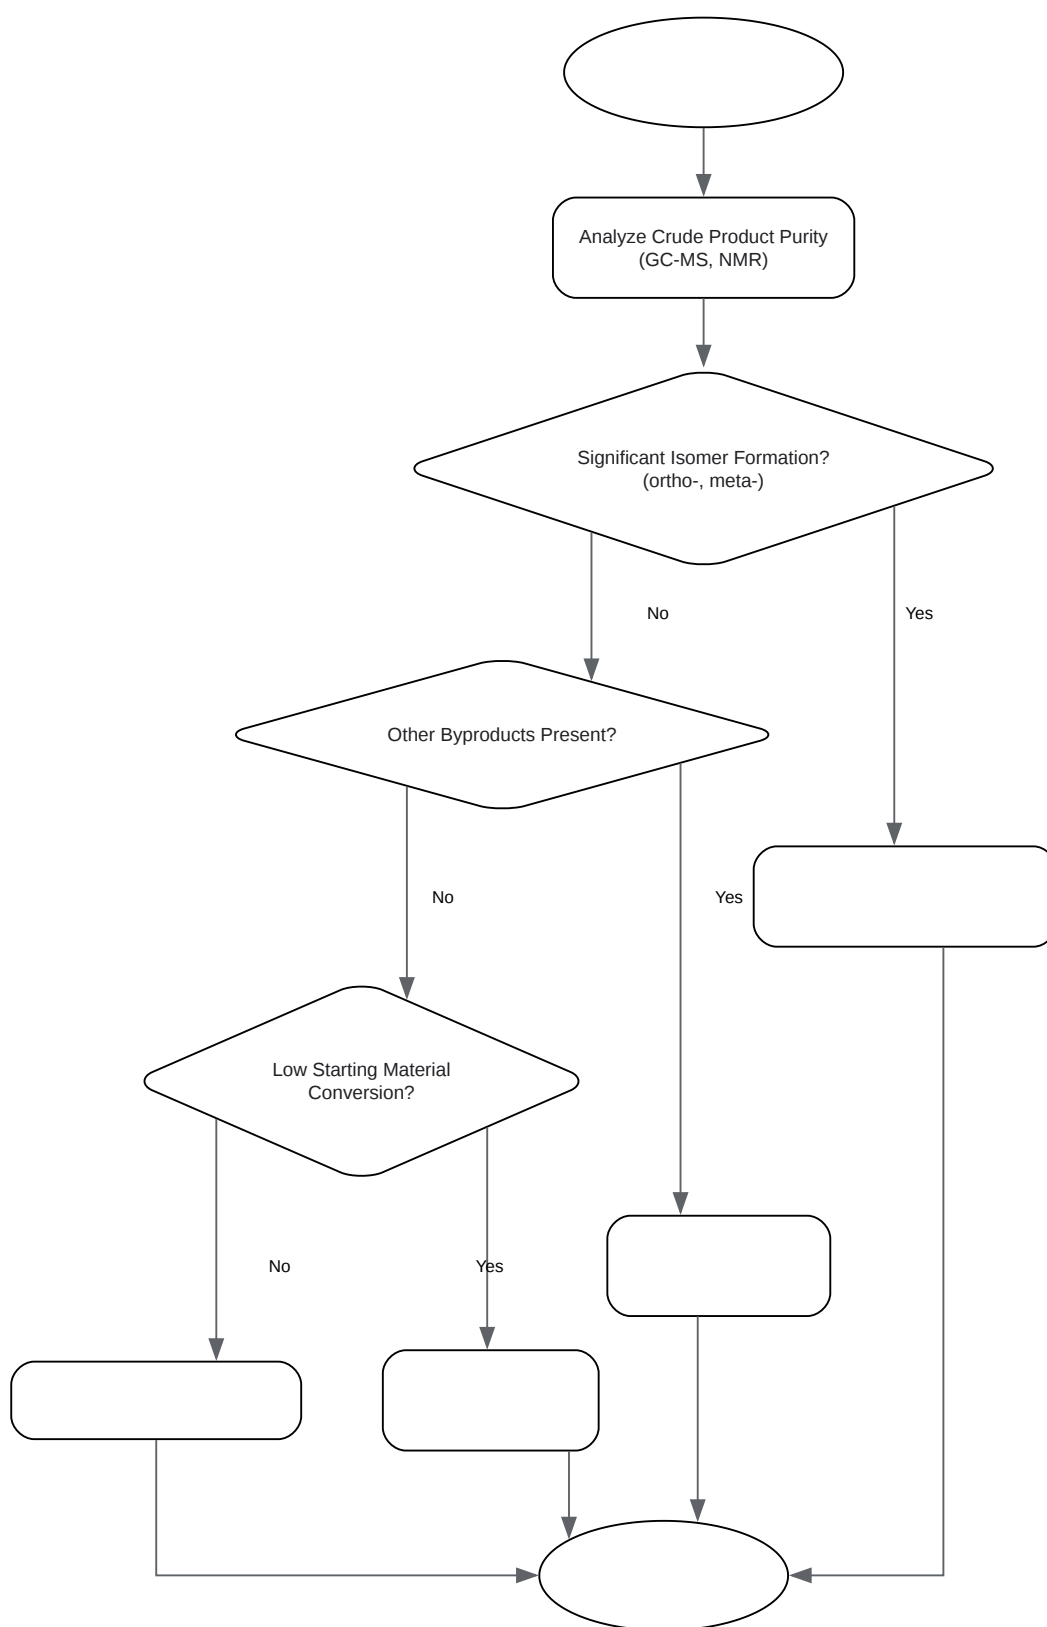 Analyze Crude Product Purity
(GC-MS, NMR)
Significant Isomer Formation?
(ortho-, meta-)
No
Yes
Other Byproducts Present?
No
Yes
Low Starting Material
Conversion?
No
Yes